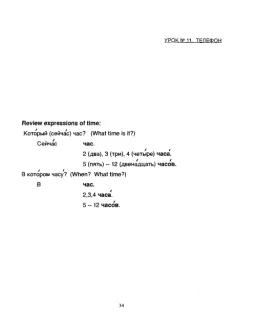 УРОК № 11. ТЕЛЕФОН
Review expressions of time:
Кото́рый (сейча́с) час? (What time is it?)
Сейча́с час.
2 (два), 3 (три), 4 (четы́ре) часа́.
5 (пять) – 12 (двена́дцать) часо́в.
В кото́ром часу́? (When? What time?)
В час.
2,3,4 часа́.
5 – 12 часо́в.
34